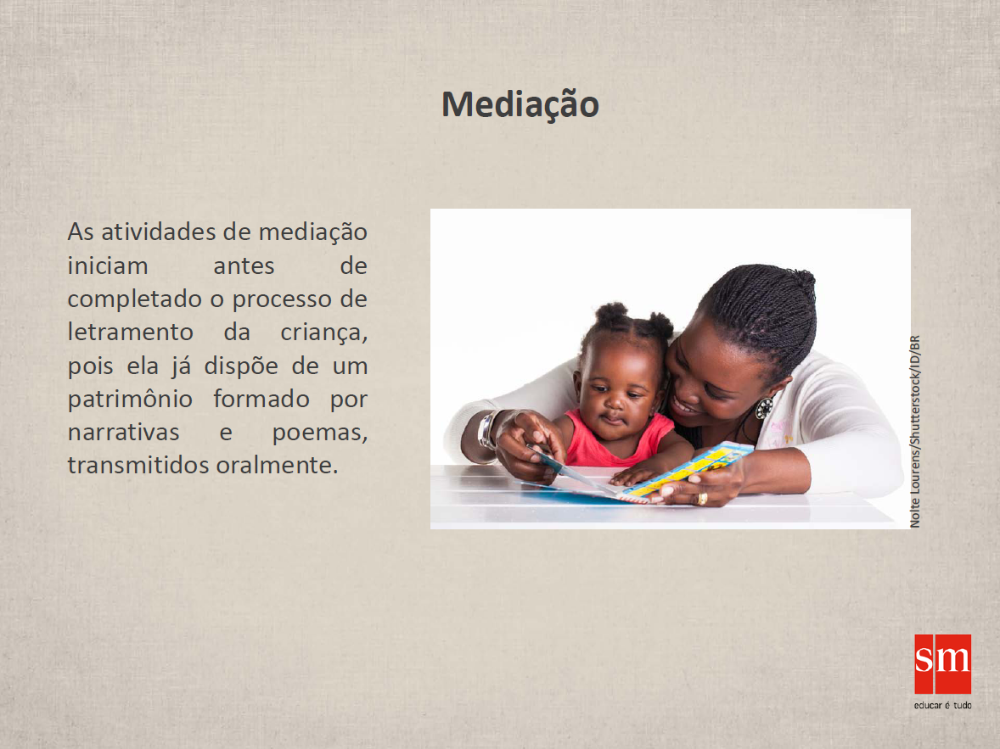 Mediação
As atividades de mediação
iniciam antes de
completado o processo de
letramento da criança,
pois ela já dispõe de um
patrimônio formado por
narrativas e poemas,
transmitidos oralmente.
Nolte Lourens/Shutterstock/ID/BR
sm
educar é tudo